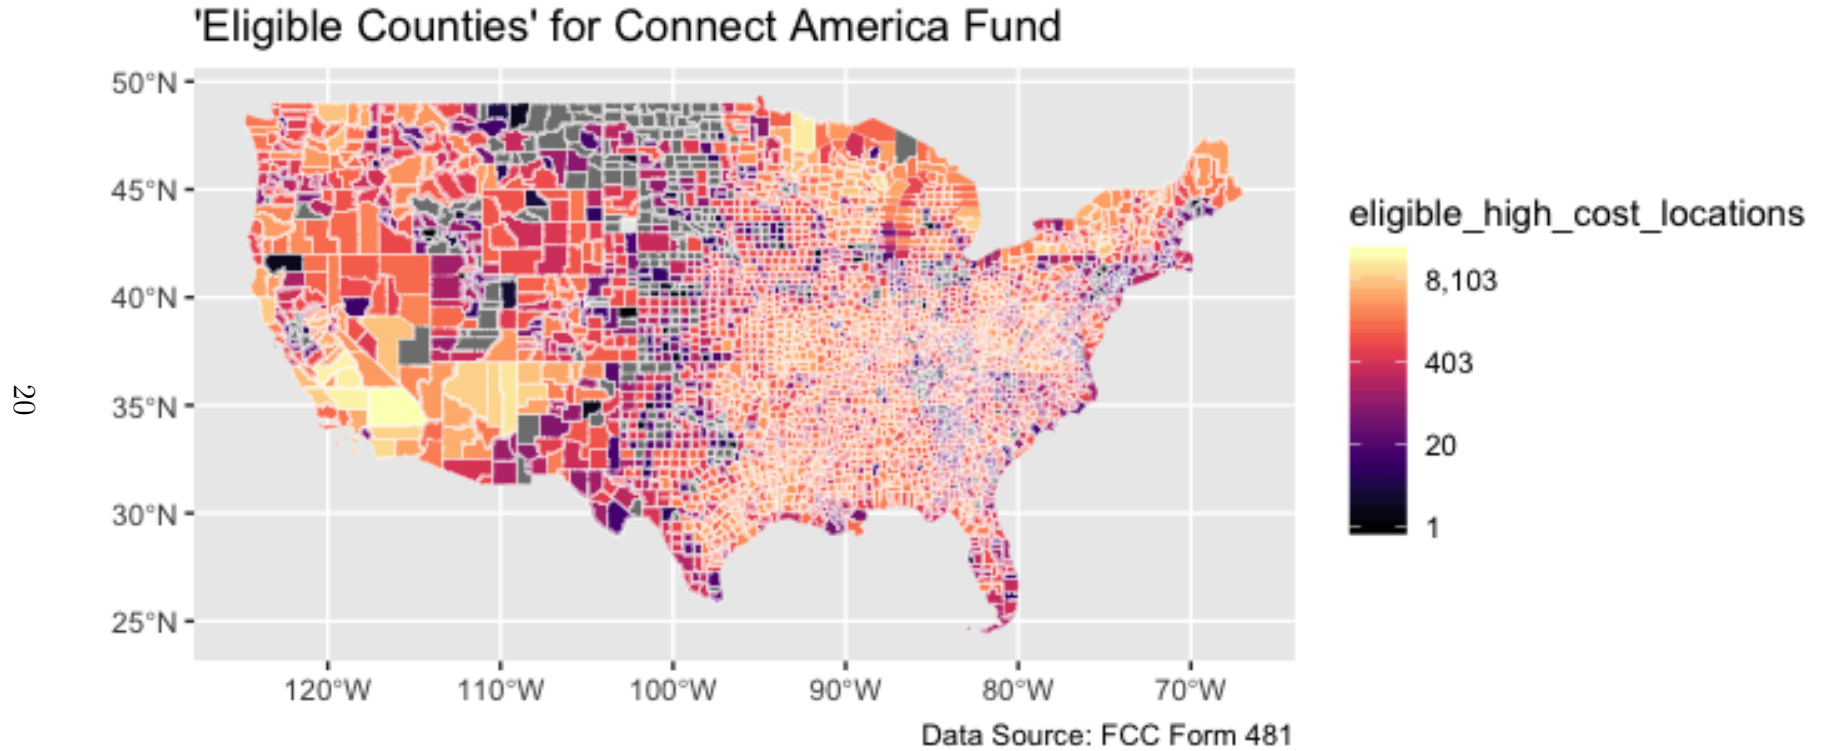 'Eligible Counties' for Connect America Fund
50°N
45°N
40°N
35°N
30°N
25°N
120°W 110°W 100°W 90°W 80°W 70°W
eligible_high_cost_locations
8,103
403
20
1
Data Source: FCC Form 481
20